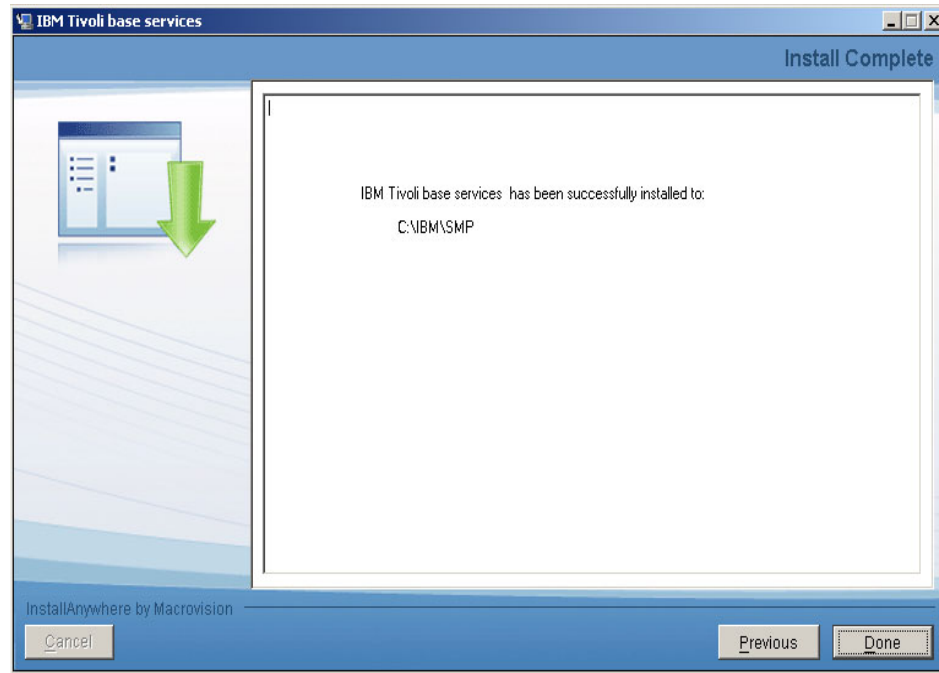 IBM Tivoli base services
Install Complete
IBM Tivoli base services has been successfully installed to:
C:\IBM\SMP
InstallAnywhere by Macrovision
Cancel
Previous
Done